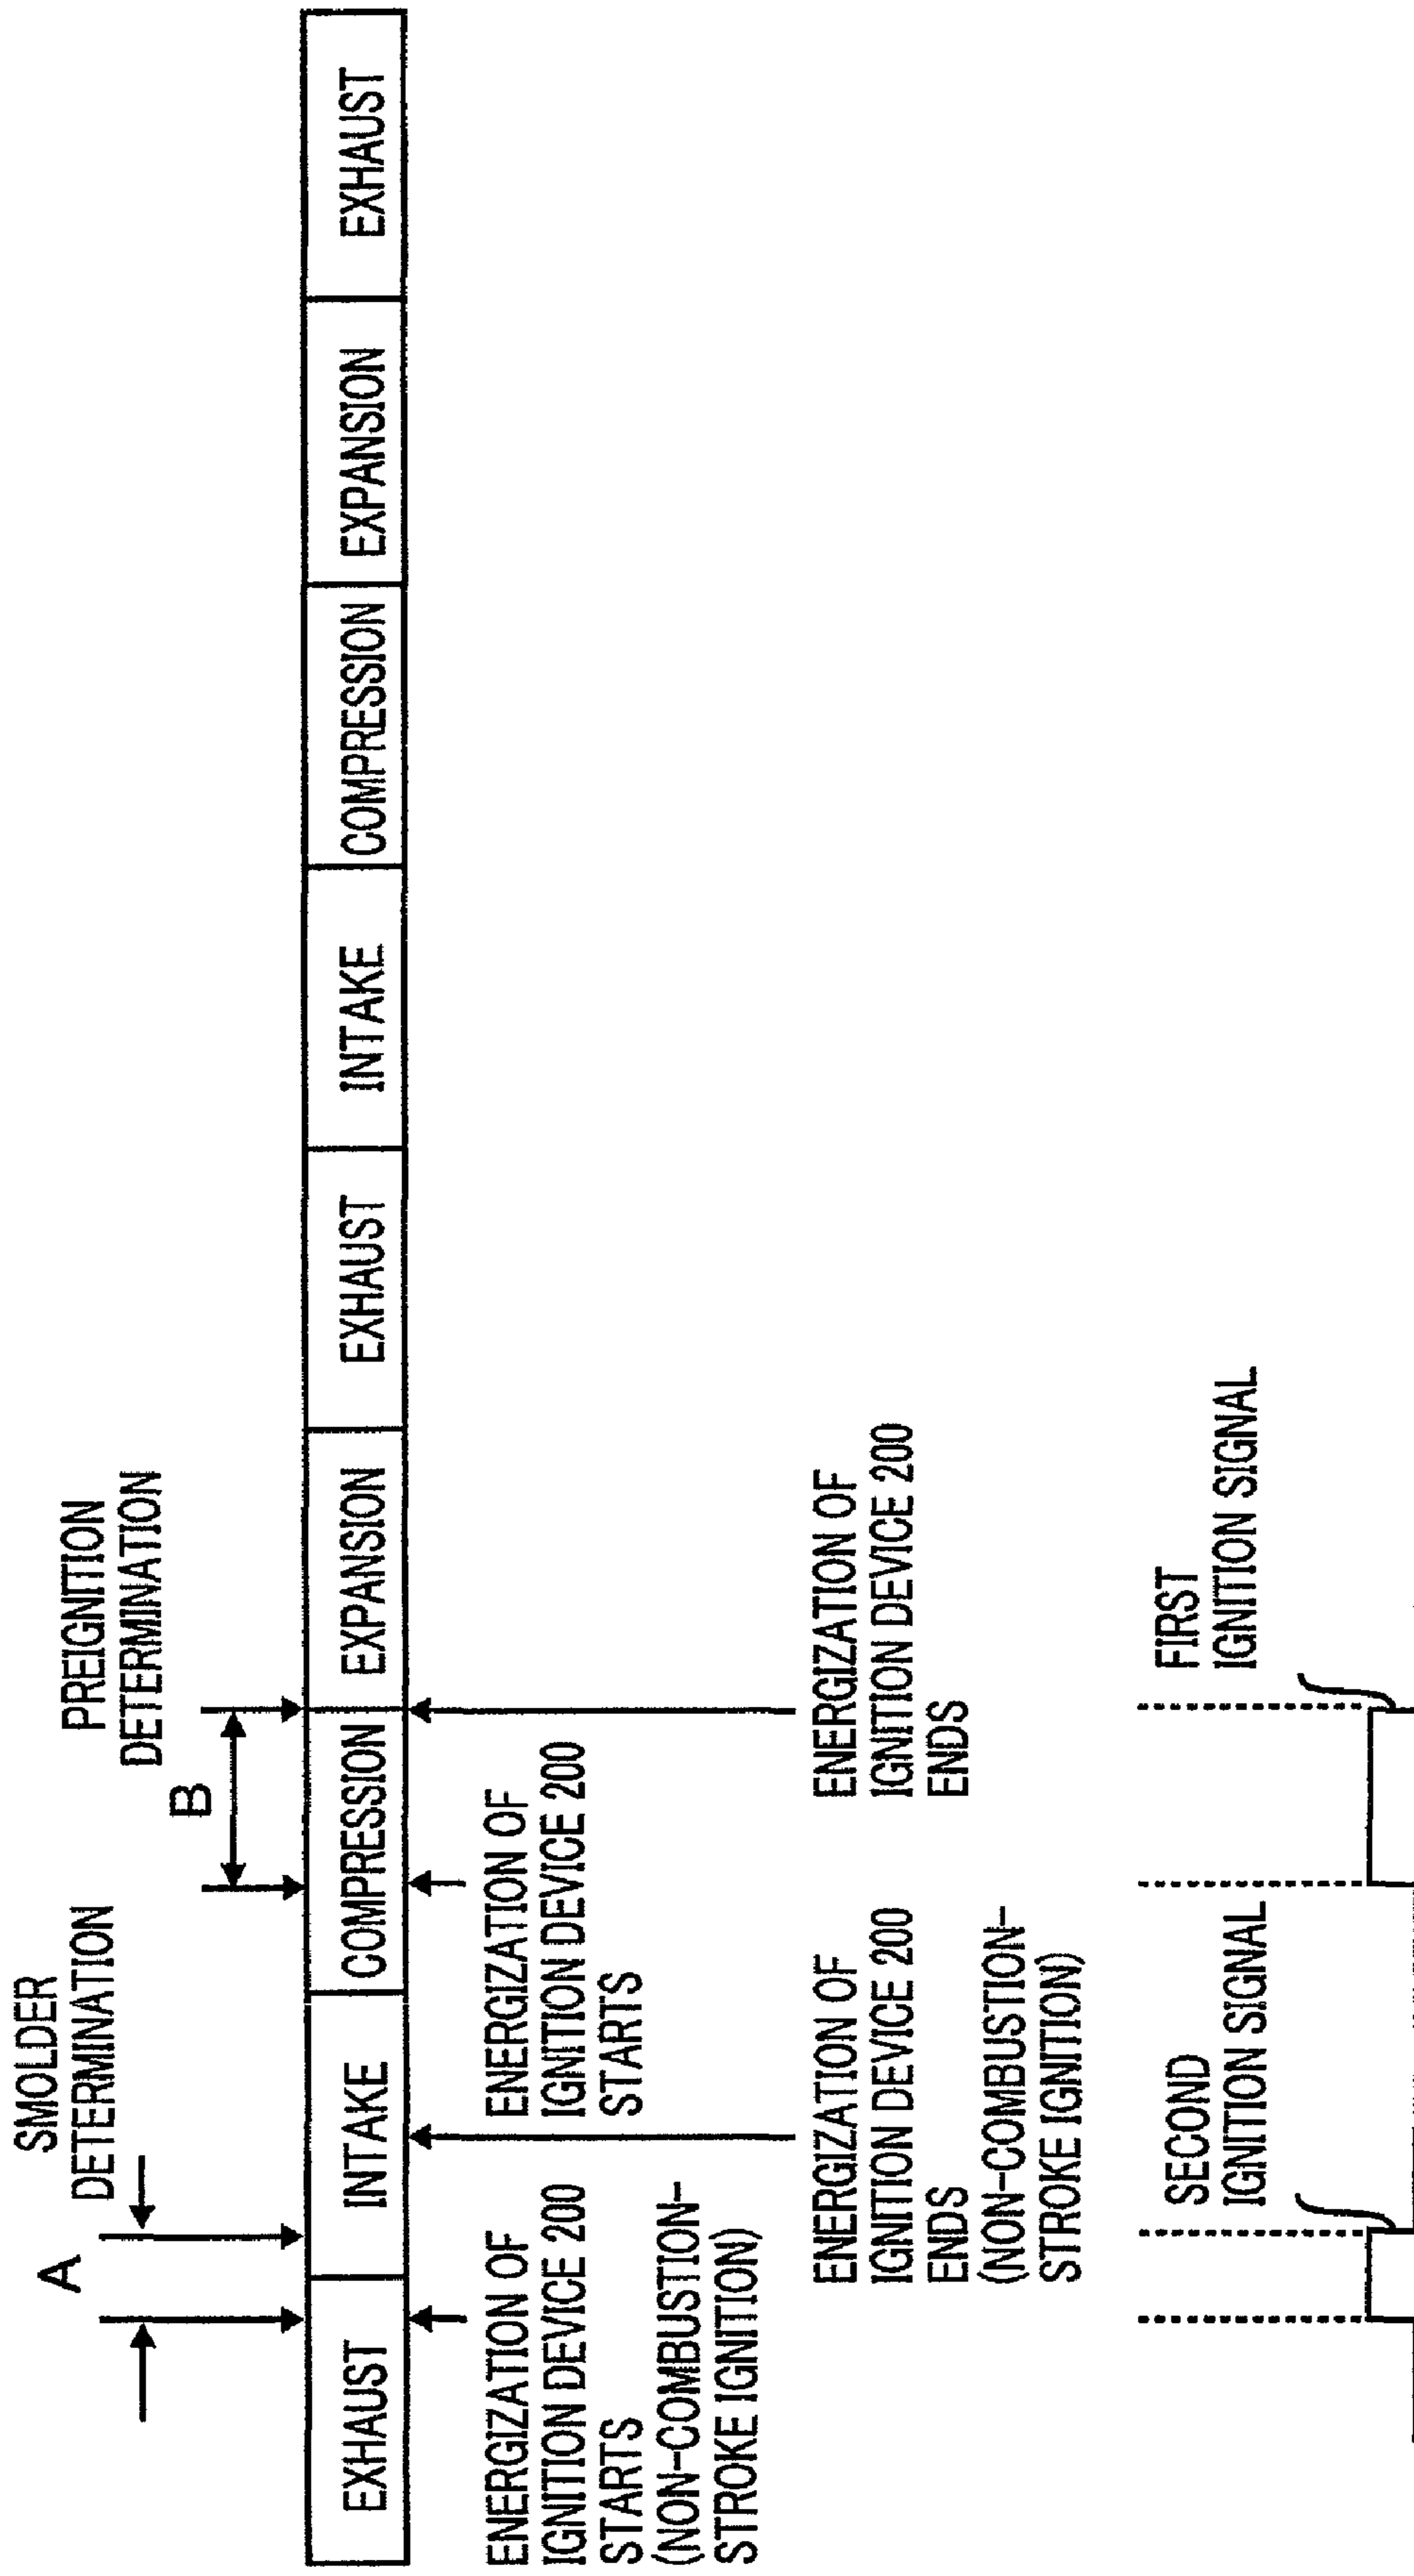 SMOLDER
DETERMINATION
A
PREIGNITION
DETERMINATION
B
EXHAUST
INTAKE
COMPRESSION
EXPANSION
EXHAUST
INTAKE
COMPRESSION
EXPANSION
EXHAUST
ENERGIZATION OF
IGNITION DEVICE 200
STARTS
(NON-COMBUSTION-
STROKE IGNITION)
ENERGIZATION OF
IGNITION DEVICE 200
STARTS
ENERGIZATION OF
IGNITION DEVICE 200
ENDS
(NON-COMBUSTION-
STROKE IGNITION)
ENERGIZATION OF
IGNITION DEVICE 200
ENDS
SECOND
IGNITION SIGNAL
FIRST
IGNITION SIGNAL